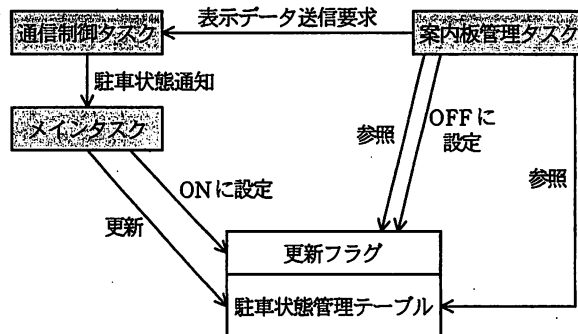 表示データ送信要求
通信制御タスク
案内板管理タスク
駐車状態通知
メインタスク
参照
OFFに
設定
参照
ONに設定
更新
更新フラグ
駐車状態管理テーブル